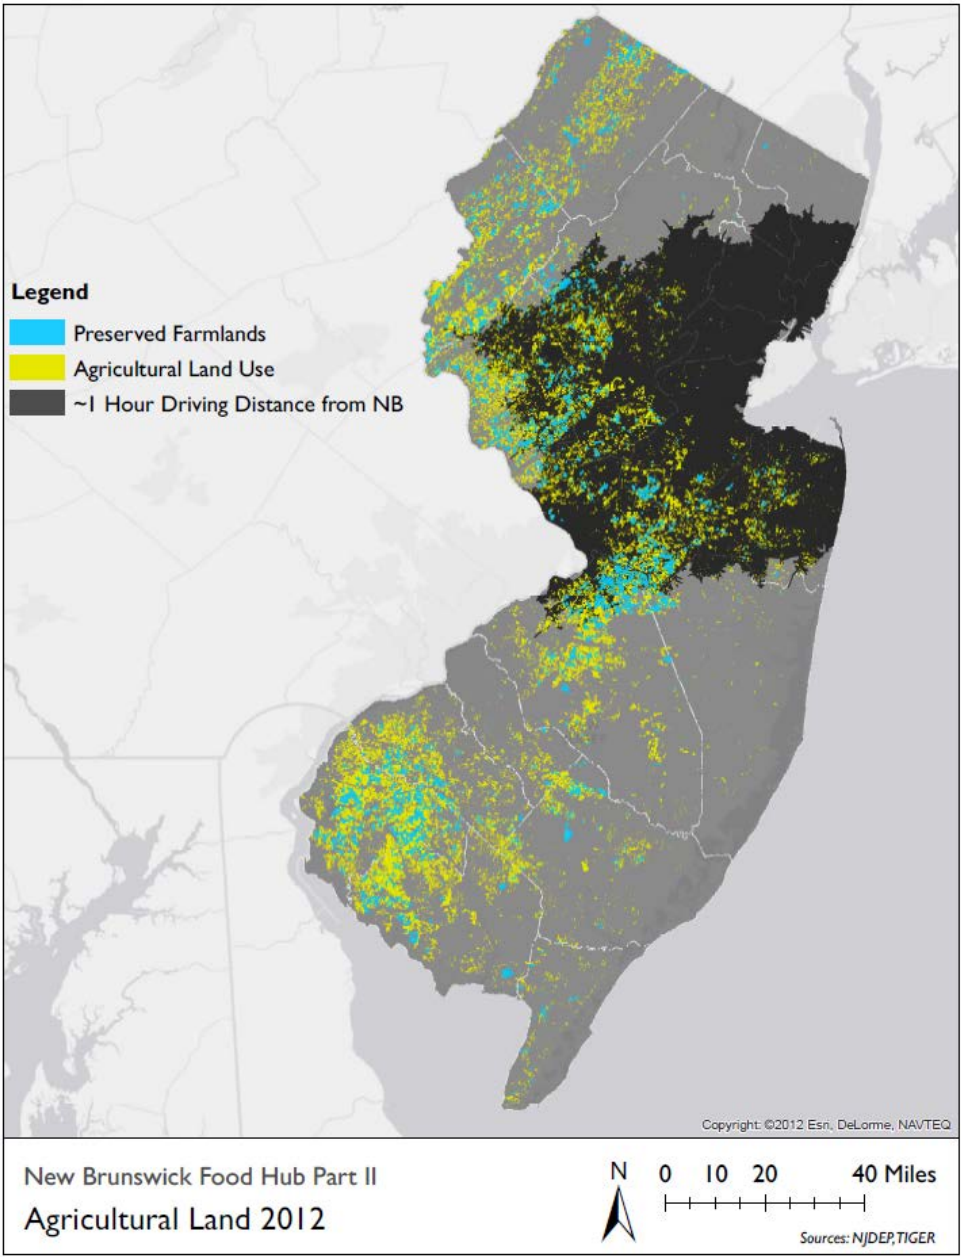 Legend
Preserved Farmlands
Agricultural Land Use
~1 Hour Driving Distance from NB
Copyright: ©2012 Esri, DeLorme, NAVTEQ
New Brunswick Food Hub Part II
Agricultural Land 2012
N 0 10 20 40 Miles
Sources: NJDEP, TIGER